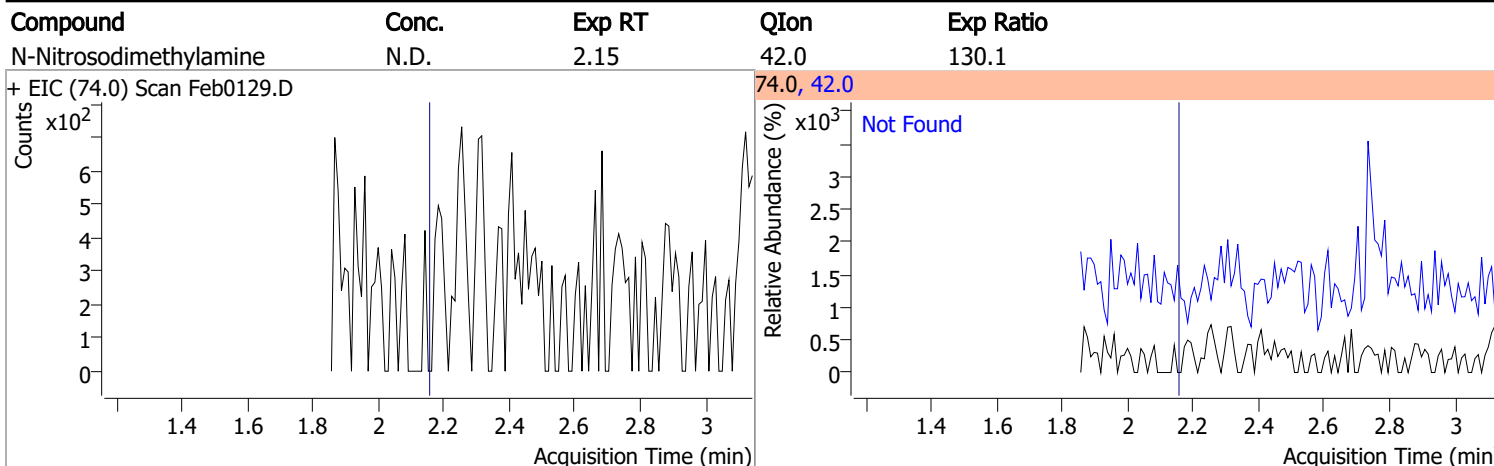 Compound Conc. Exp RT QIon Exp Ratio
N-Nitrosodimethylamine N.D. 2.15 42.0 130.1
+ EIC (74.0) Scan Feb0129.D
Counts
x10²
6
5
4
3
2
1
0
1.4 1.6 1.8 2 2.2 2.4 2.6 2.8 3
Acquisition Time (min)
74.0, 42.0
Relative Abundance (%)
x10³
Not Found
3
2.5
2
1.5
1
0.5
0
1.4 1.6 1.8 2 2.2 2.4 2.6 2.8 3
Acquisition Time (min